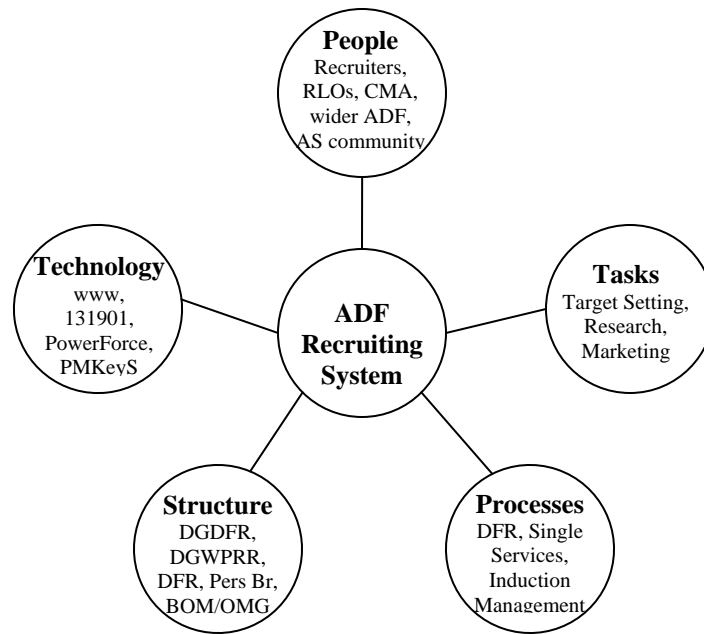 People
Recruiters,
RLOs, CMA,
wider ADF,
AS community
Technology
www,
131901,
PowerForce,
PMKeyS
ADF
Recruiting
System
Tasks
Target Setting,
Research,
Marketing
Structure
DGDFR,
DGWPRR,
DFR, Pers Br,
BOM/OMG
Processes
DFR, Single
Services,
Induction
Management